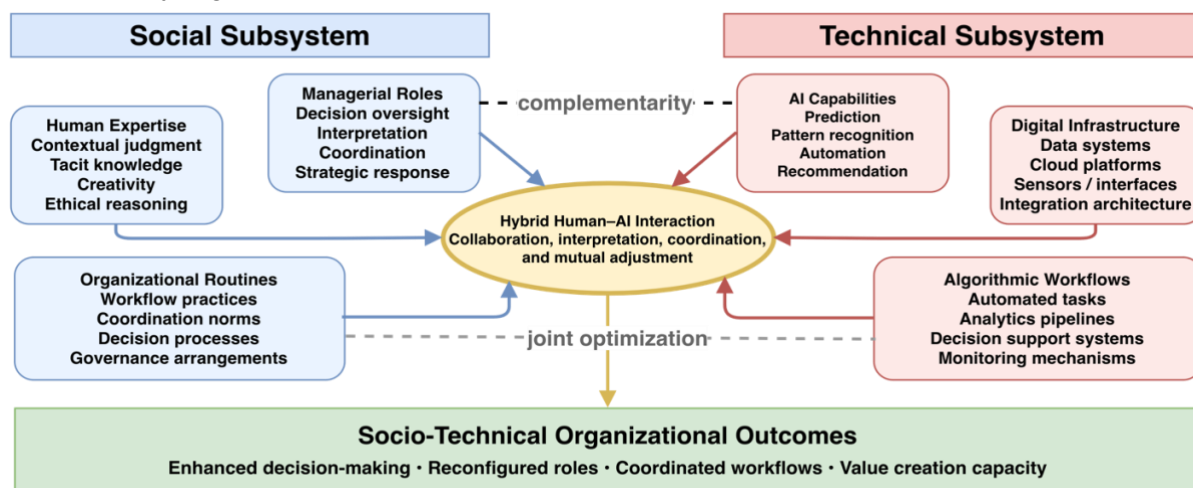 Social Subsystem
Technical Subsystem
Managerial Roles
Decision oversight
Interpretation
Coordination
Strategic response
complementarity
AI Capabilities
Prediction
Pattern recognition
Automation
Recommendation
Human Expertise
Contextual judgment
Tacit knowledge
Creativity
Ethical reasoning
Digital Infrastructure
Data systems
Cloud platforms
Sensors / interfaces
Integration architecture
Hybrid Human–AI Interaction
Collaboration, interpretation, coordination,
and mutual adjustment
Organizational Routines
Workflow practices
Coordination norms
Decision processes
Governance arrangements
joint optimization
Algorithmic Workflows
Automated tasks
Analytics pipelines
Decision support systems
Monitoring mechanisms
Socio-Technical Organizational Outcomes
Enhanced decision-making · Reconfigured roles · Coordinated workflows · Value creation capacity